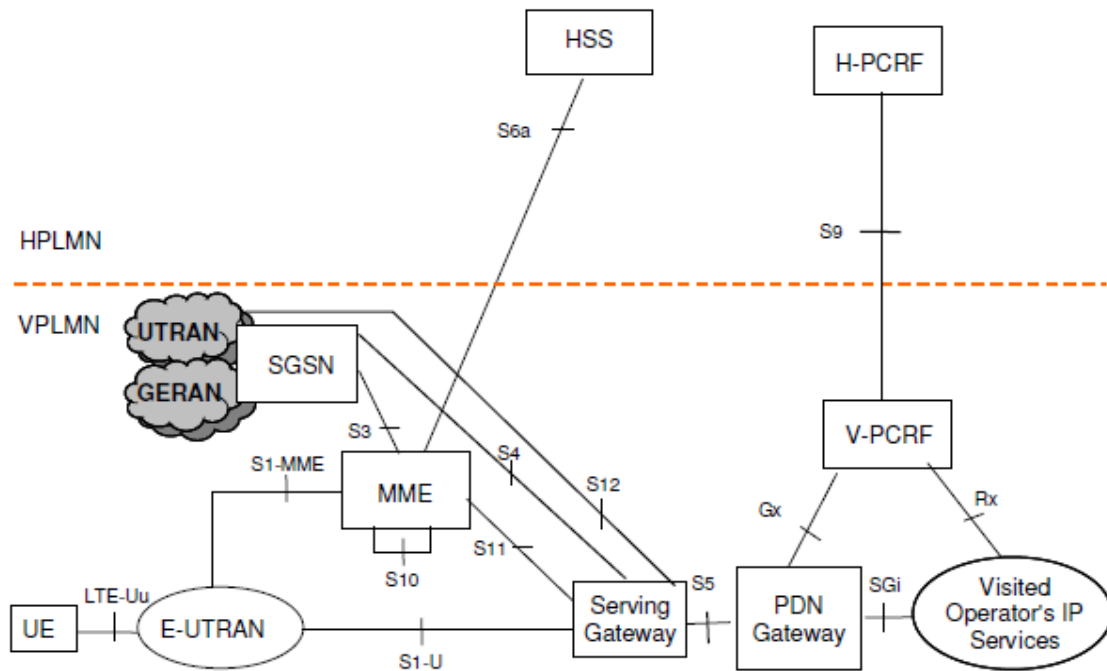 HSS
H-PCRF
S6a
S9
HPLMN
VPLMN
UTRAN
SGSN
GERAN
S3
S4
V-PCRF
S1-MME
MME
S12
Gx
Rx
S11
S10
LTE-Uu
S5
SGi
UE
E-UTRAN
Serving
Gateway
PDN
Gateway
Visited
Operator's IP
Services
S1-U